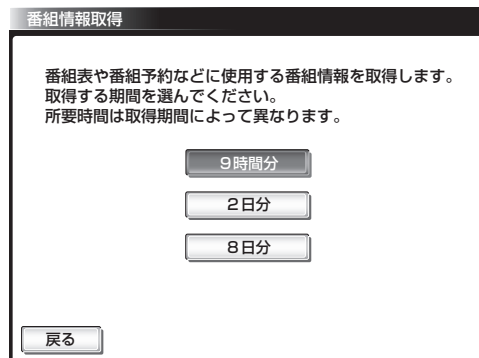 番組情報取得
番組表や番組予約などに使用する番組情報を取得します。
取得する期間を選んでください。
所要時間は取得期間によって異なります。
９時間分
２日分
８日分
戻る